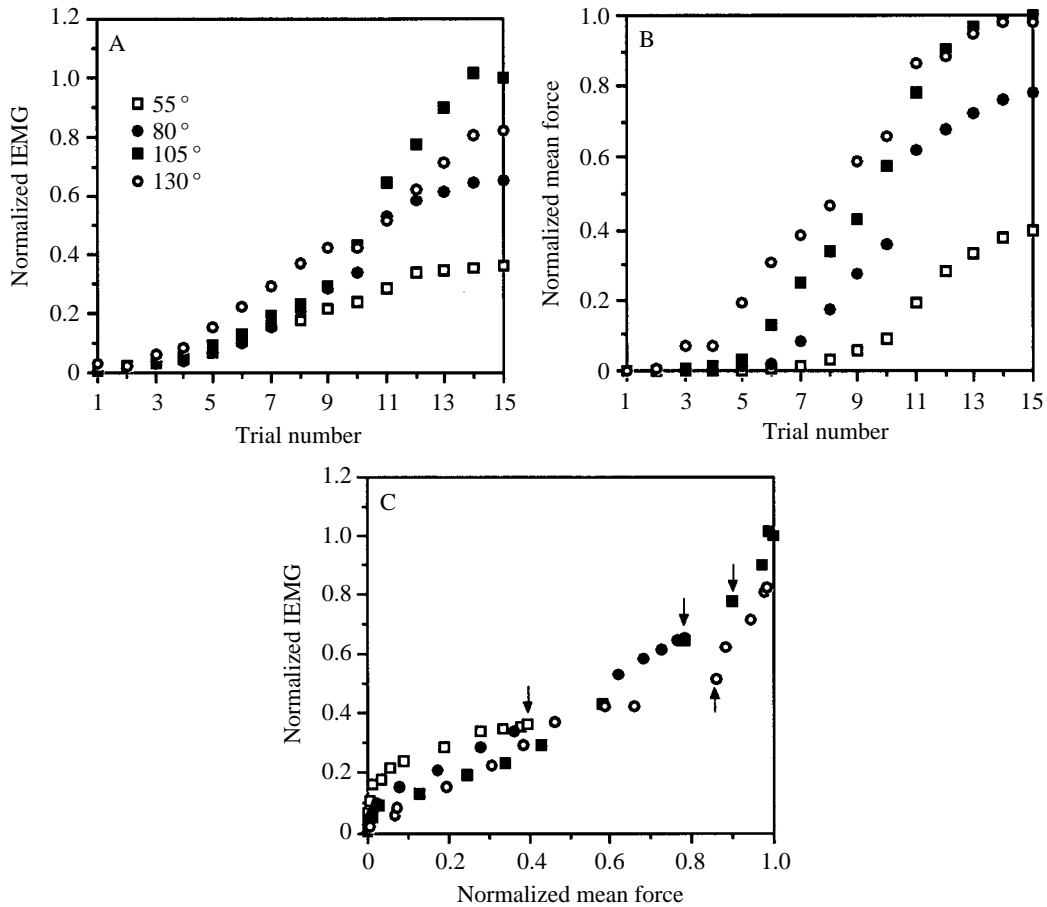 A
Normalized IEMG
1.2
1.0
0.8
0.6
0.4
0.2
0
55 °
80 °
105 °
130 °
1 3 5 7 9 11 13 15
Trial number
B
Normalized mean force
1.0
0.8
0.6
0.4
0.2
0
1 3 5 7 9 11 13 15
Trial number
C
Normalized IEMG
1.2
1.0
0.8
0.6
0.4
0.2
0
0 0.2 0.4 0.6 0.8 1.0
Normalized mean force